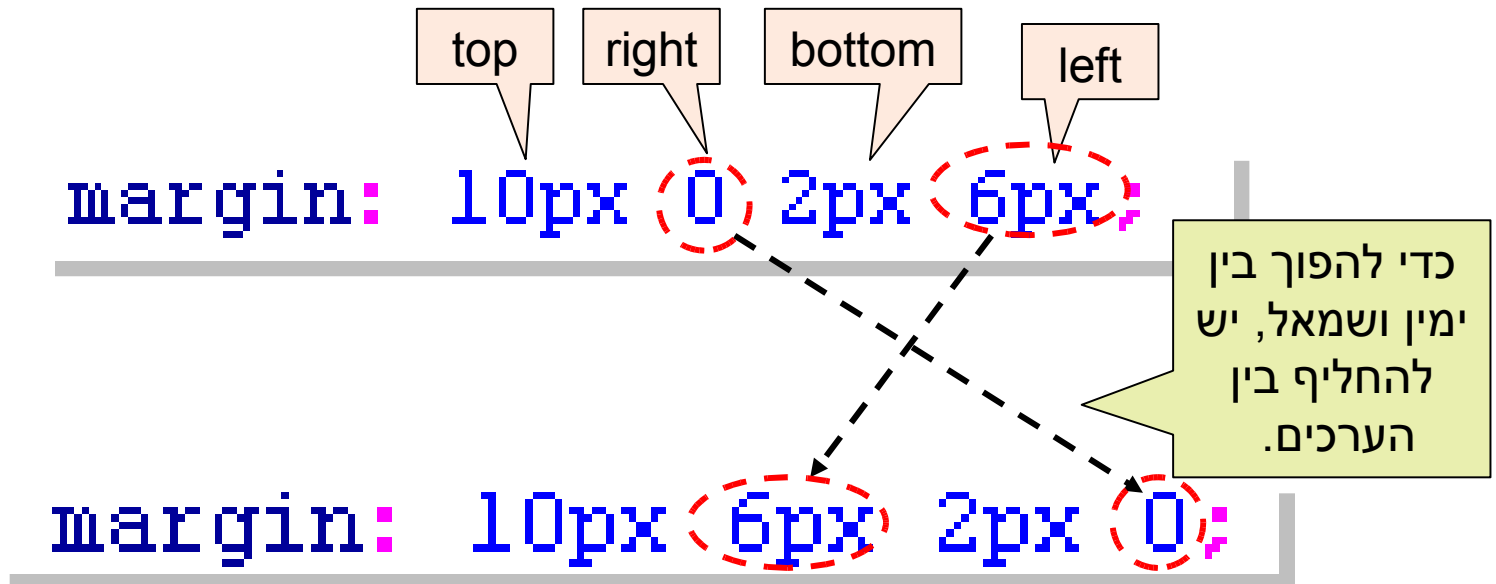 top right bottom left
margin: 10px 0 2px 6px;
כדי להפוך בין
ימין ושמאל, יש
להחליף בין
הערכים.
margin: 10px 6px 2px 0;